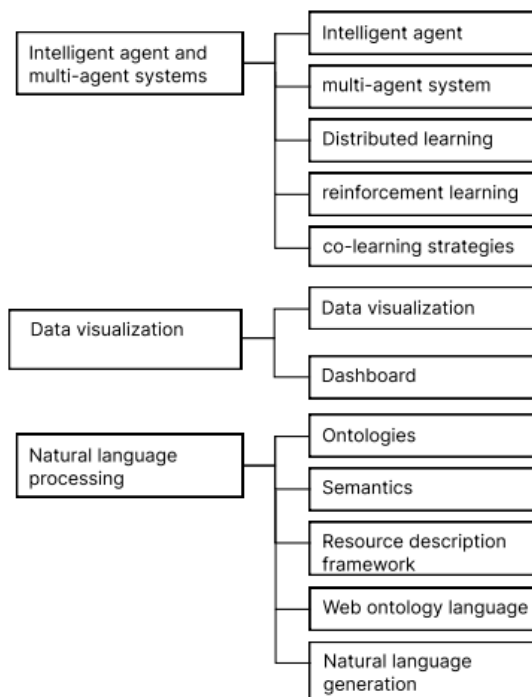 Intelligent agent and
multi-agent systems
Intelligent agent
multi-agent system
Distributed learning
reinforcement learning
co-learning strategies
Data visualization
Data visualization
Dashboard
Natural language
processing
Ontologies
Semantics
Resource description
framework
Web ontology language
Natural language
generation